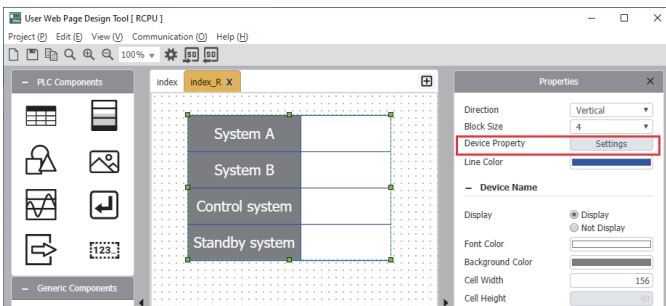 User Web Page Design Tool [ RCPU ]
Project (P) Edit (E) View (V) Communication (O) Help (H)
100%
PLC Components
index index_R X
Properties
Direction Vertical
Block Size 4
Device Property Settings
Line Color
Device Name
Display Display
Not Display
Font Color
Background Color
Cell Width 156
Cell Height 40
System A
System B
Control system
Standby system
123..
Generic Components